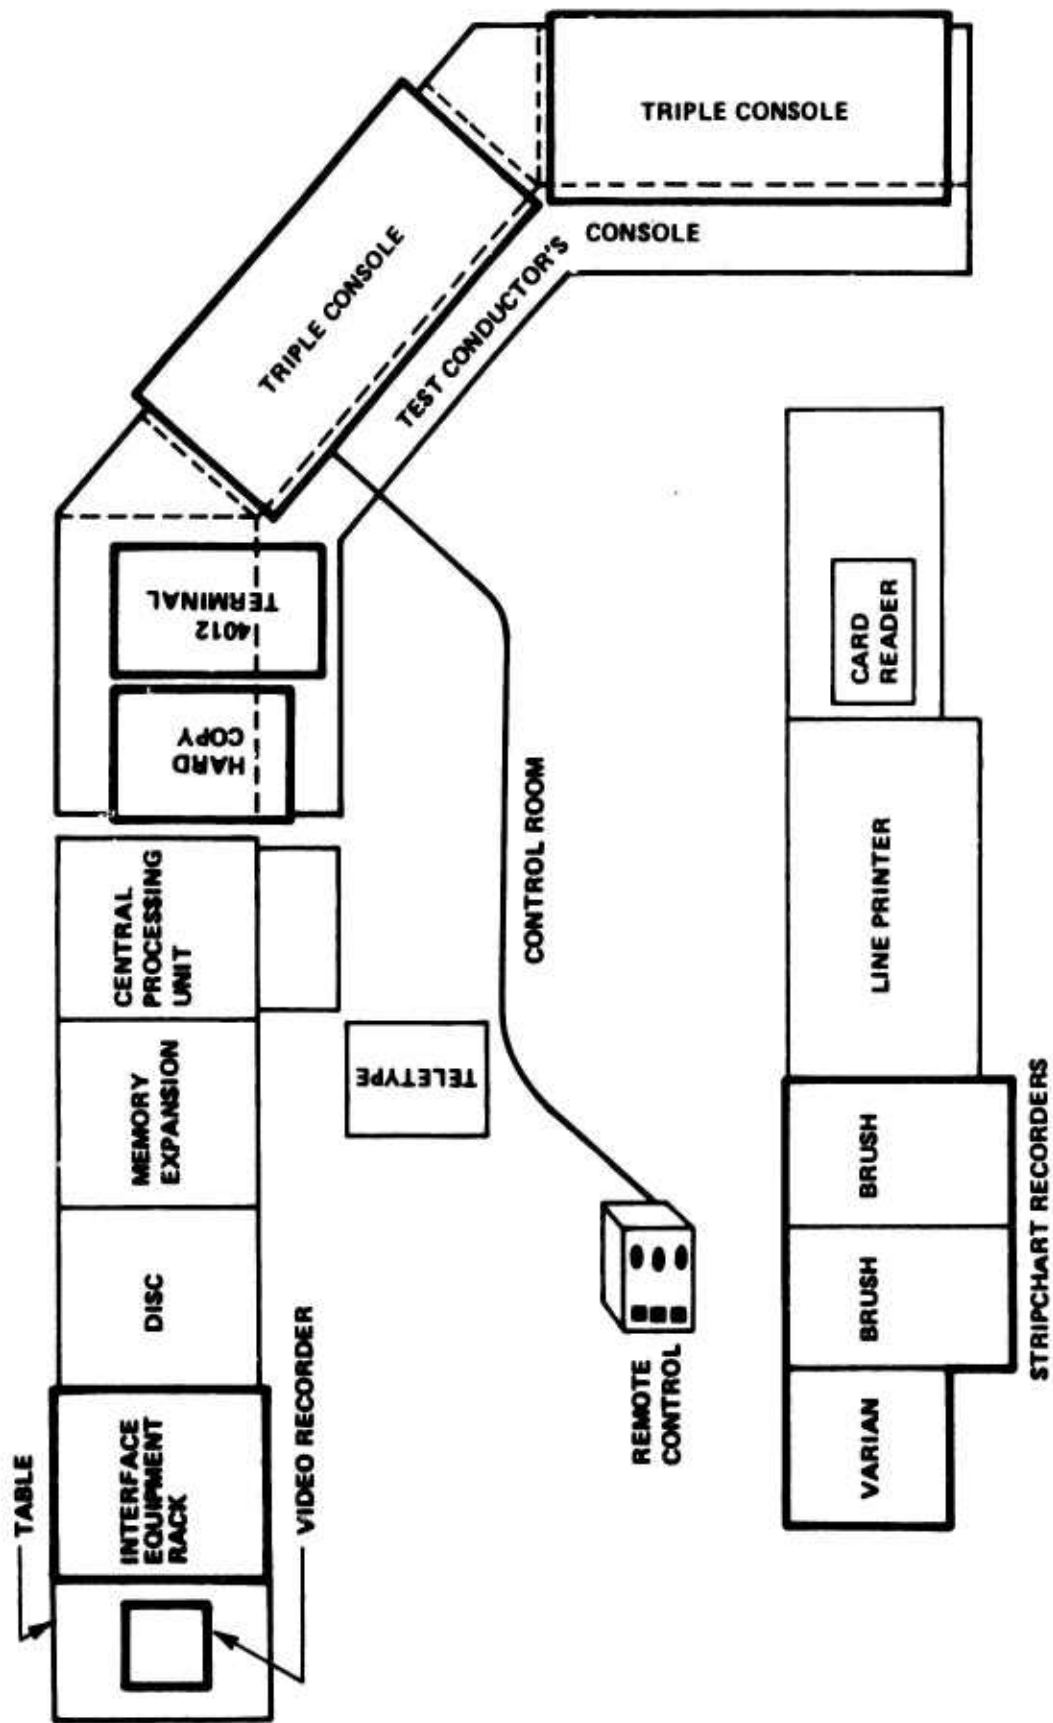 TABLE
VIDEO RECORDER
INTERFACE
EQUIPMENT
RACK
DISC
MEMORY
EXPANSION
CENTRAL
PROCESSING
UNIT
HARD
COPY
4012
TERMINAL
TRIPLE CONSOLE
TRIPLE CONSOLE
TEST CONDUCTOR'S
CONSOLE
TELETYPE
CONTROL ROOM
REMOTE
CONTROL
VARIAN
BRUSH
BRUSH
LINE PRINTER
CARD
READER
STRIPCHART RECORDERS